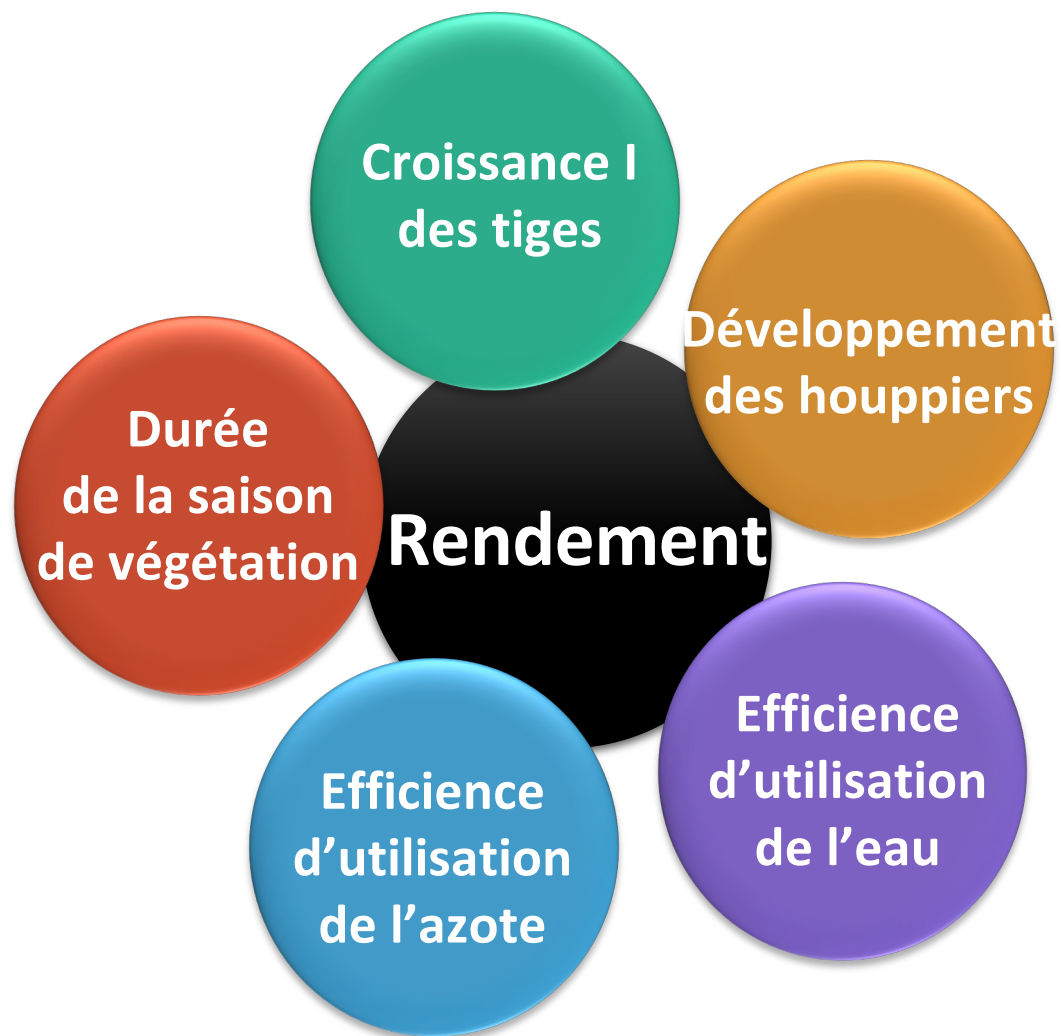 Croissance I
des tiges
Développement
des houppiers
Durée
de la saison
de végétation
Rendement
Efficience
d’utilisation
de l’eau
Efficience
d’utilisation
de l’azote